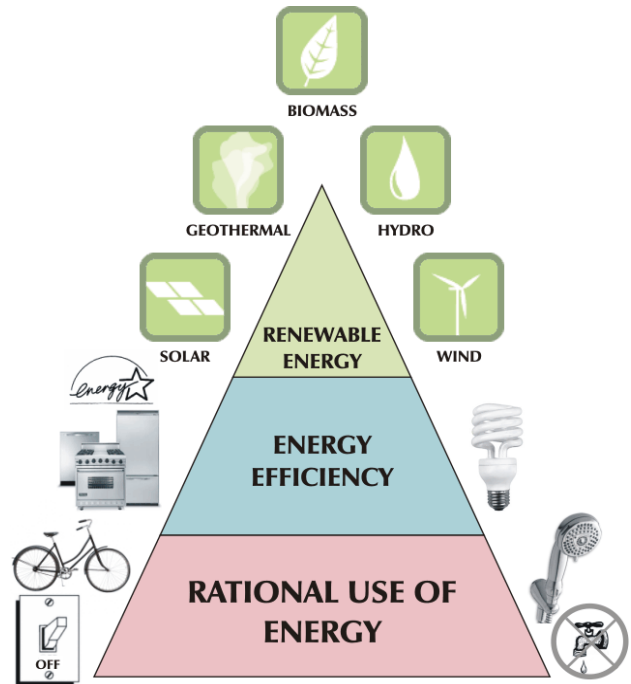 BIOMASS
GEOTHERMAL
HYDRO
SOLAR
WIND
RENEWABLE
ENERGY
energy
ENERGY
EFFICIENCY
RATIONAL USE OF
ENERGY
OFF